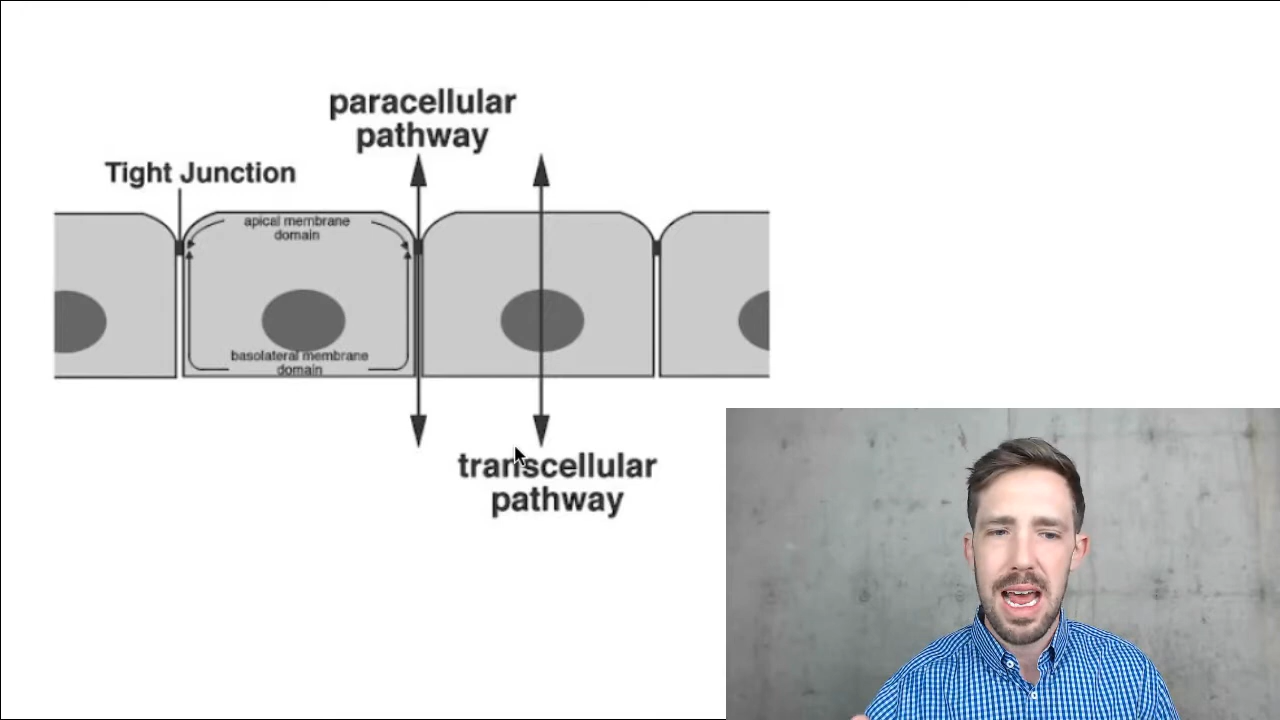 paracellular
pathway
Tight Junction
apical membrane
domain
basolateral membrane
domain
transcellular
pathway